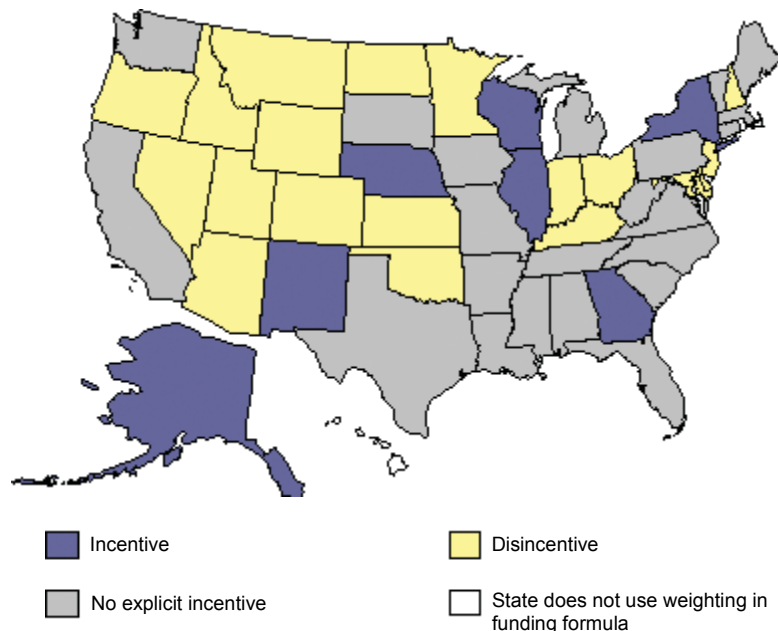 Incentive
Disincentive
No explicit incentive
State does not use weighting in
funding formula